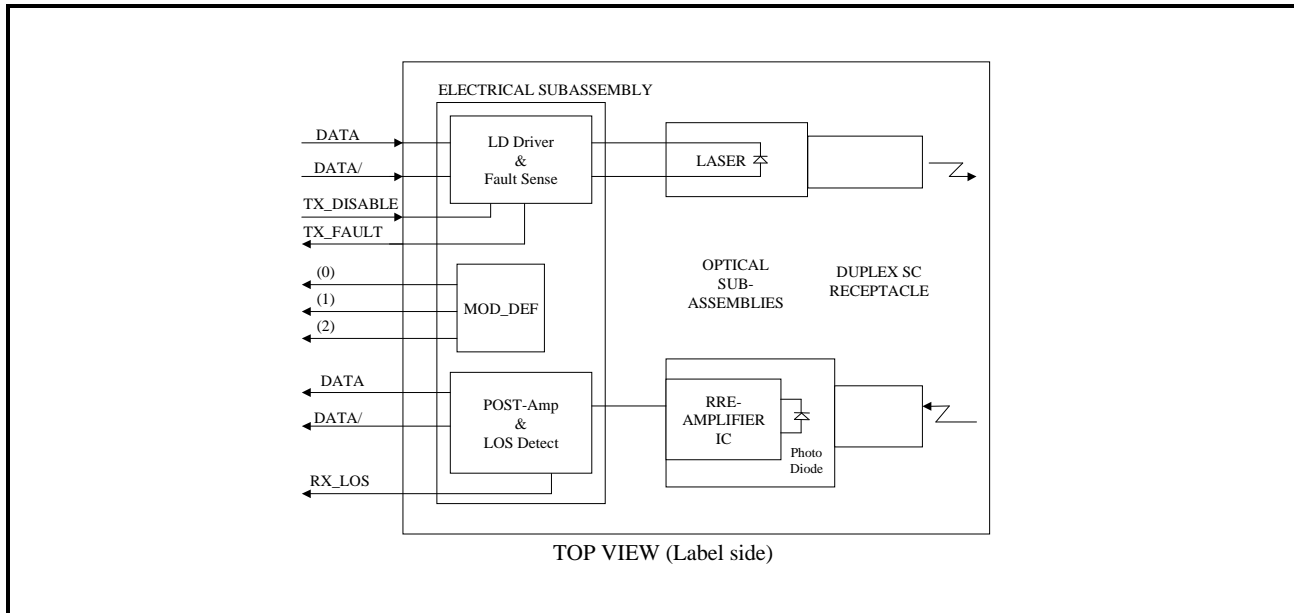 ELECTRICAL SUBASSEMBLY
DATA
DATA/
TX_DISABLE
TX_FAULT
LD Driver
&
Fault Sense
LASER
(0)
(1)
(2)
MOD_DEF
OPTICAL
SUB-
ASSEMBLIES
DUPLEX SC
RECEPTACLE
DATA
DATA/
RX_LOS
POST-Amp
&
LOS Detect
RRE-
AMPLIFIER
IC
Photo
Diode
TOP VIEW (Label side)